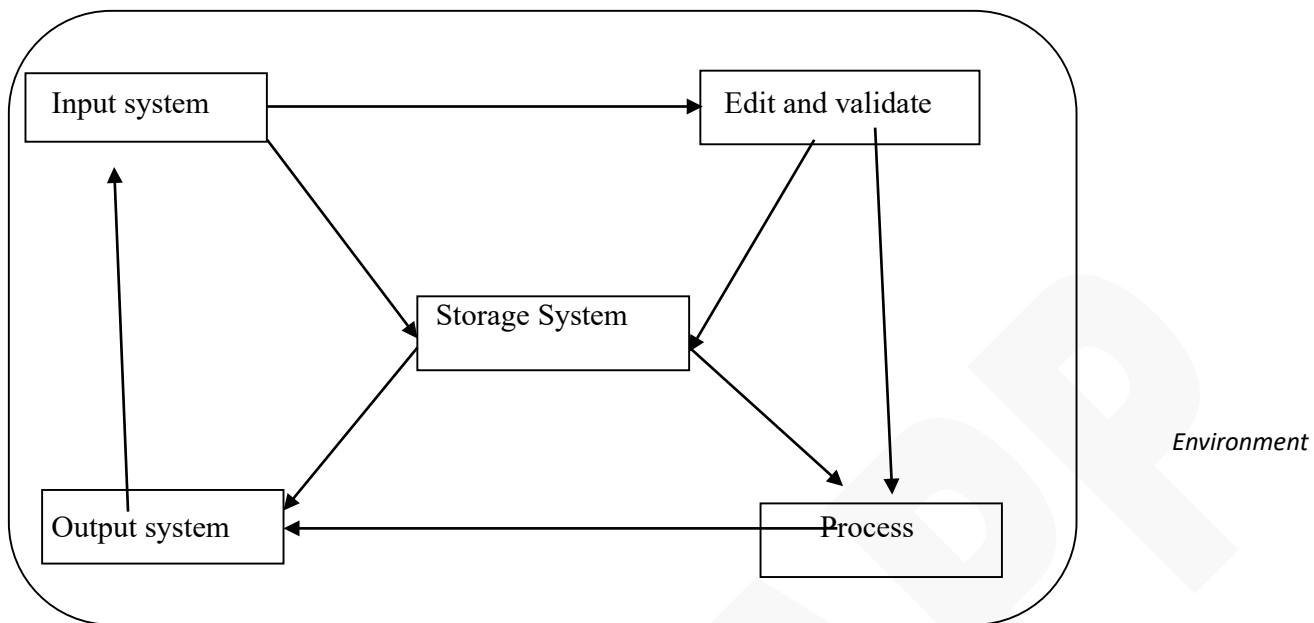 Input system
Edit and validate
Storage System
Environment
Output system
Process